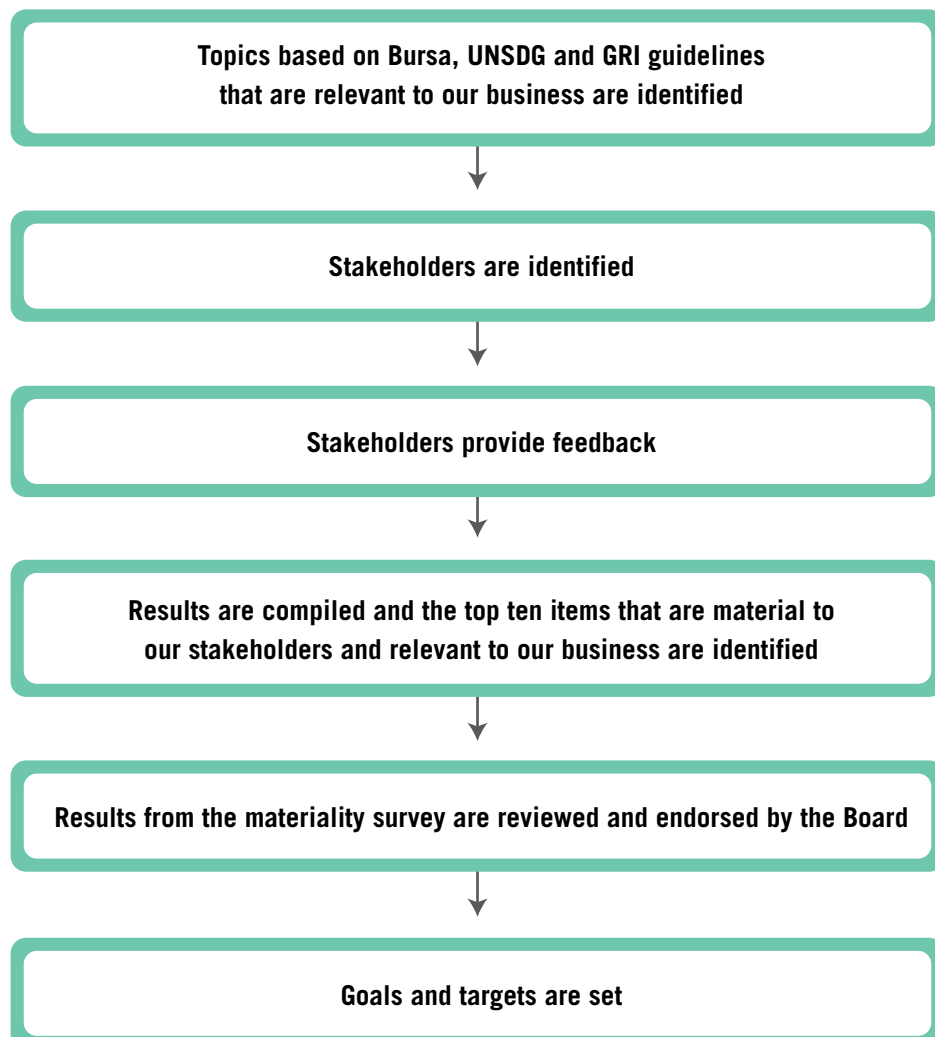 Topics based on Bursa, UNSDG and GRI guidelines
that are relevant to our business are identified
Stakeholders are identified
Stakeholders provide feedback
Results are compiled and the top ten items that are material to
our stakeholders and relevant to our business are identified
Results from the materiality survey are reviewed and endorsed by the Board
Goals and targets are set